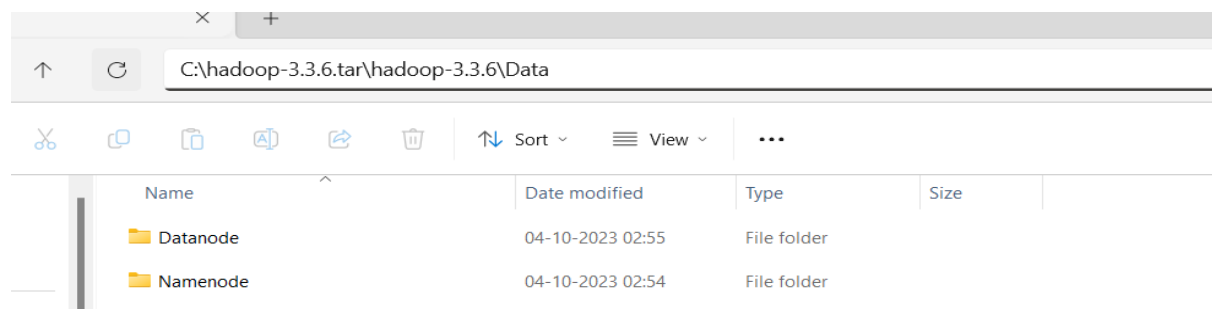 C:\hadoop-3.3.6.tar\hadoop-3.3.6\Data
Sort View
Name Date modified Type Size
Datanode 04-10-2023 02:55 File folder
Namenode 04-10-2023 02:54 File folder